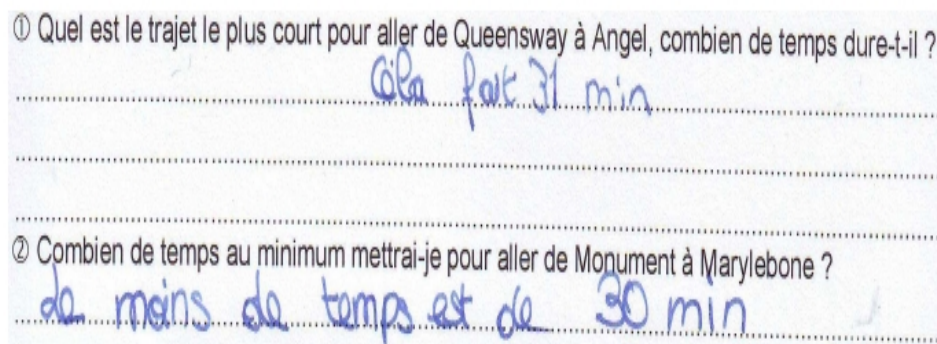 ① Quel est le trajet le plus court pour aller de Queensway à Angel, combien de temps dure-t-il ?
Cela fait 31 min
② Combien de temps au minimum mettrai-je pour aller de Monument à Marylebone ?
de moins de temps est de 30 min